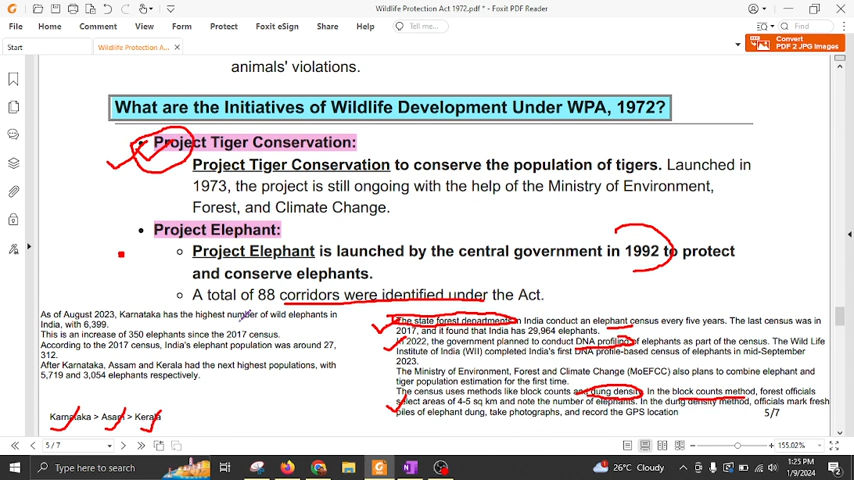 Wildlife Protection Act 1972.pdf * - Foxit PDF Reader
File Home Comment View Form Protect Foxit eSign Share Help Tell me... Find
Start Wildlife Protection A... Convert
PDF 2 JPG Images
animals' violations.
What are the Initiatives of Wildlife Development Under WPA, 1972?
• Project Tiger Conservation:
Project Tiger Conservation to conserve the population of tigers. Launched in
1973, the project is still ongoing with the help of the Ministry of Environment,
Forest, and Climate Change.
• Project Elephant:
Project Elephant is launched by the central government in 1992 to protect
and conserve elephants.
A total of 88 corridors were identified under the Act.
As of August 2023, Karnataka has the highest number of wild elephants in
India, with 6,399.
This is an increase of 350 elephants since the 2017 census.
According to the 2017 census, India's elephant population was around 27,
312.
After Karnataka, Assam and Kerala had the next highest populations, with
5,719 and 3,054 elephants respectively.
Karnataka > Asam > Kerala
The state forest departments in India conduct an elephant census every five years. The last census was in
2017, and it found that India has 29,964 elephants.
In 2022, the government planned to conduct DNA profiling of elephants as part of the census. The Wild Life
Institute of India (WII) completed India's first DNA profile-based census of elephants in mid-September
2023.
The Ministry of Environment, Forest and Climate Change (MoEFCC) also plans to combine elephant and
tiger population estimation for the first time.
The census uses methods like block counts and dung density. In the block counts method, forest officials
select areas of 4-5 sq km and note the number of elephants. In the dung density method, officials mark fresh
piles of elephant dung, take photographs, and record the GPS location
5/7
5 / 7 155.02%
Type here to search 26°C Cloudy 1:25 PM
1/9/2024
2